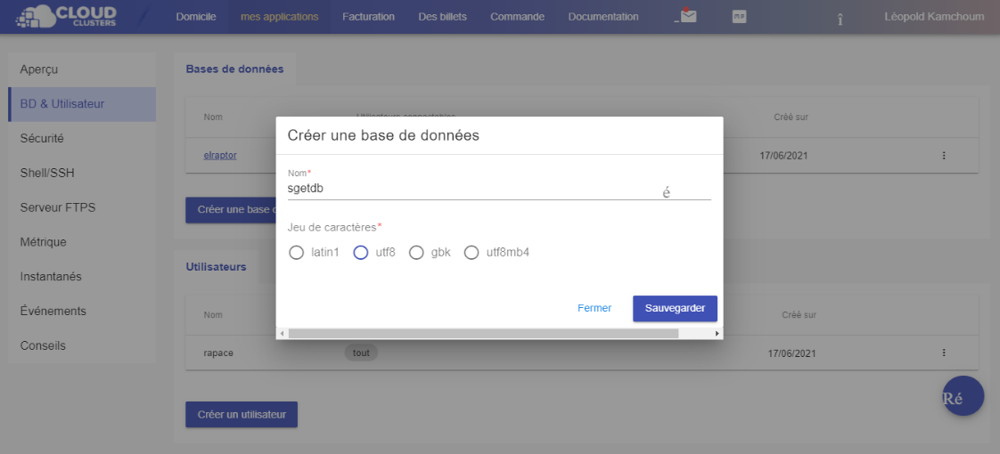 CLOUD CLUSTERS
Domicile mes applications Facturation Des billets Commande Documentation Léopold Kamchoum
Aperçu
BD & Utilisateur
Sécurité
Shell/SSH
Serveur FTPS
Métrique
Instantanés
Événements
Conseils
Bases de données
Nom Utilisateurs Créé sur
elraptor 17/06/2021
Créer une base
Créer une base de données
Nom*
sgetdb é
Jeu de caractères*
latin1 utf8 gbk utf8mb4
Fermer Sauvegarder
Utilisateurs
Nom Créé sur
rapace tout 17/06/2021
Ré
Créer un utilisateur